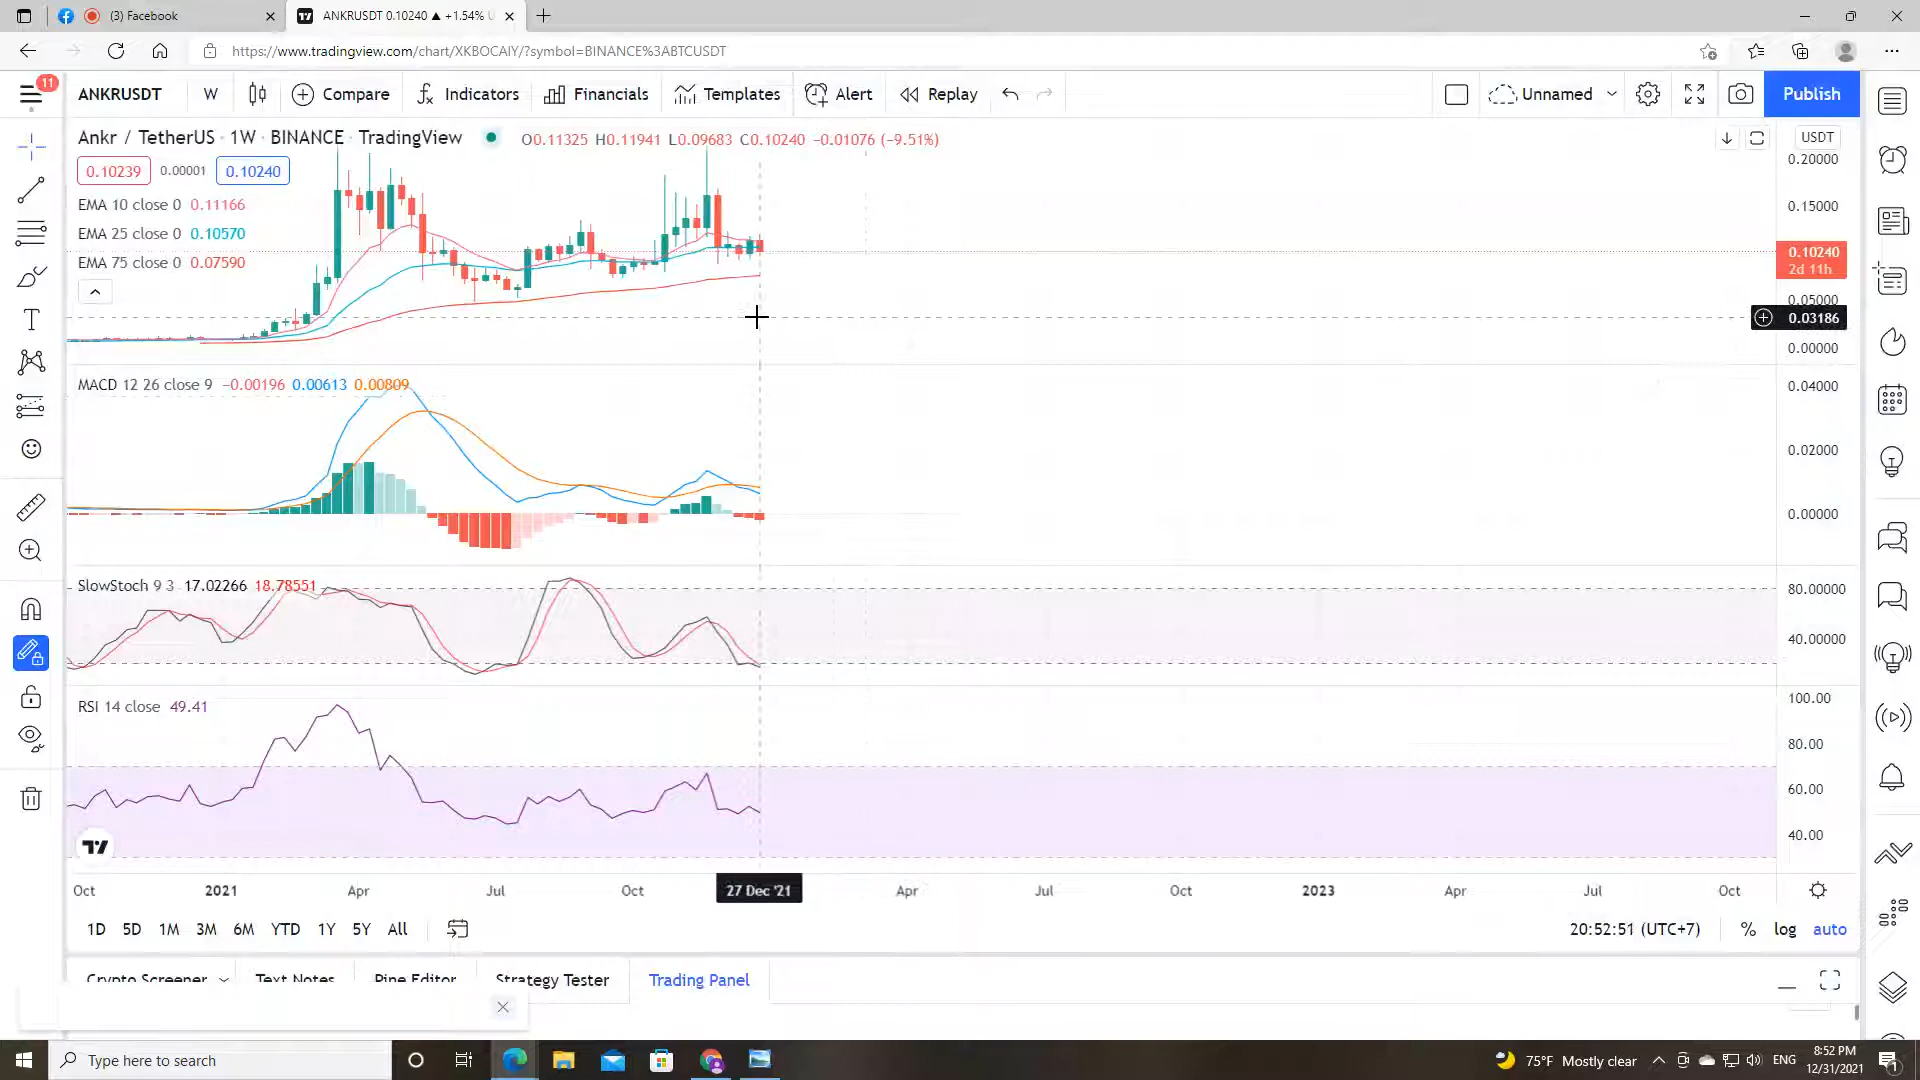 (3) Facebook
ANKRUSDT 0.10240 ▲ +1.54% U
https://www.tradingview.com/chart/XKBOCAIY/?symbol=BINANCE%3ABTCUSDT
11
ANKRUSDT W Compare Indicators Financials Templates Alert Replay Unnamed Publish
Ankr / TetherUS · 1W · BINANCE · TradingView O0.11325 H0.11941 L0.09683 C0.10240 −0.01076 (−9.51%)
USDT
0.10239 0.00001 0.10240
EMA 10 close 0 0.11166
EMA 25 close 0 0.10570
EMA 75 close 0 0.07590
0.20000
0.15000
0.10240
2d 11h
0.05000
0.03186
0.00000
MACD 12 26 close 9 −0.00196 0.00613 0.00809
0.04000
0.02000
0.00000
SlowStoch 9 3 17.02266 18.78551
80.00000
40.00000
RSI 14 close 49.41
100.00
80.00
60.00
40.00
Oct 2021 Apr Jul Oct 27 Dec '21 Apr Jul Oct 2023 Apr Jul Oct
1D 5D 1M 3M 6M YTD 1Y 5Y All 20:52:51 (UTC+7) % log auto
Crypto Screener Text Notes Pine Editor Strategy Tester Trading Panel
Type here to search
75°F Mostly clear ENG
8:52 PM
12/31/2021
1